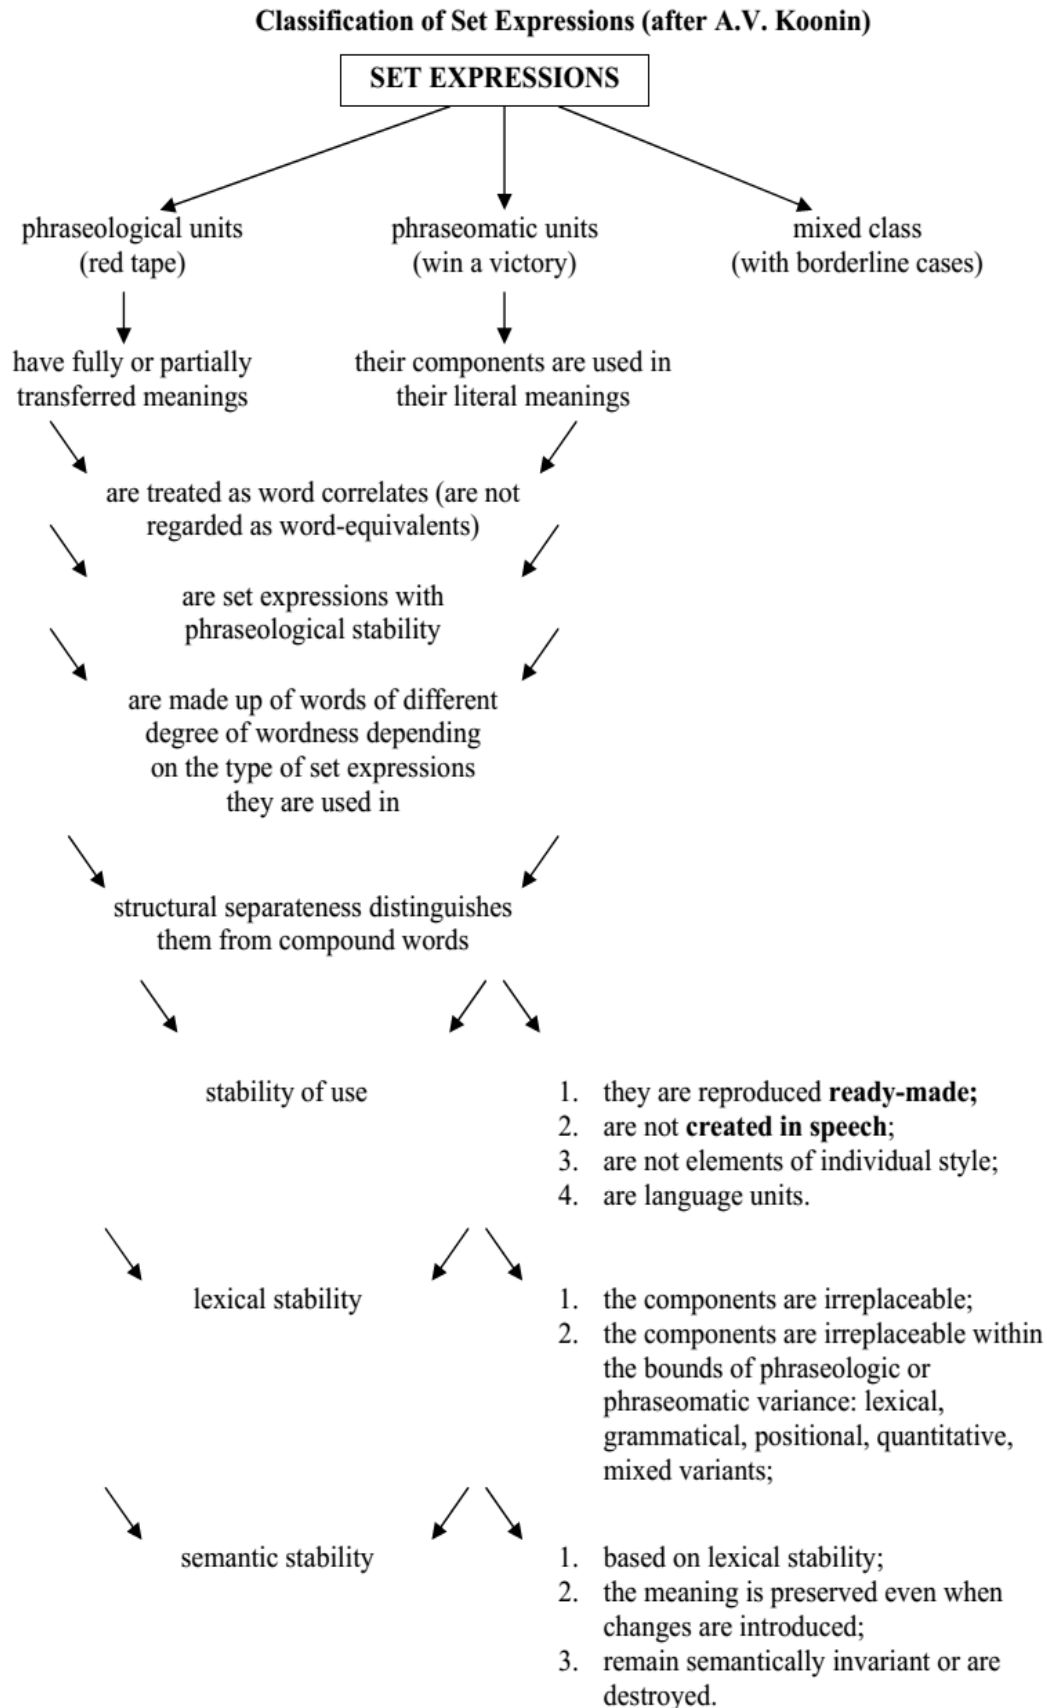 Classification of Set Expressions (after A.V. Koonin)
SET EXPRESSIONS
phraseological units
(red tape)
phraseomatic units
(win a victory)
mixed class
(with borderline cases)
have fully or partially
transferred meanings
their components are used in
their literal meanings
are treated as word correlates (are not
regarded as word-equivalents)
are set expressions with
phraseological stability
are made up of words of different
degree of wordness depending
on the type of set expressions
they are used in
structural separateness distinguishes
them from compound words
stability of use
1. they are reproduced ready-made;
2. are not created in speech;
3. are not elements of individual style;
4. are language units.
lexical stability
1. the components are irreplaceable;
2. the components are irreplaceable within
the bounds of phraseologic or
phraseomatic variance: lexical,
grammatical, positional, quantitative,
mixed variants;
semantic stability
1. based on lexical stability;
2. the meaning is preserved even when
changes are introduced;
3. remain semantically invariant or are
destroyed.